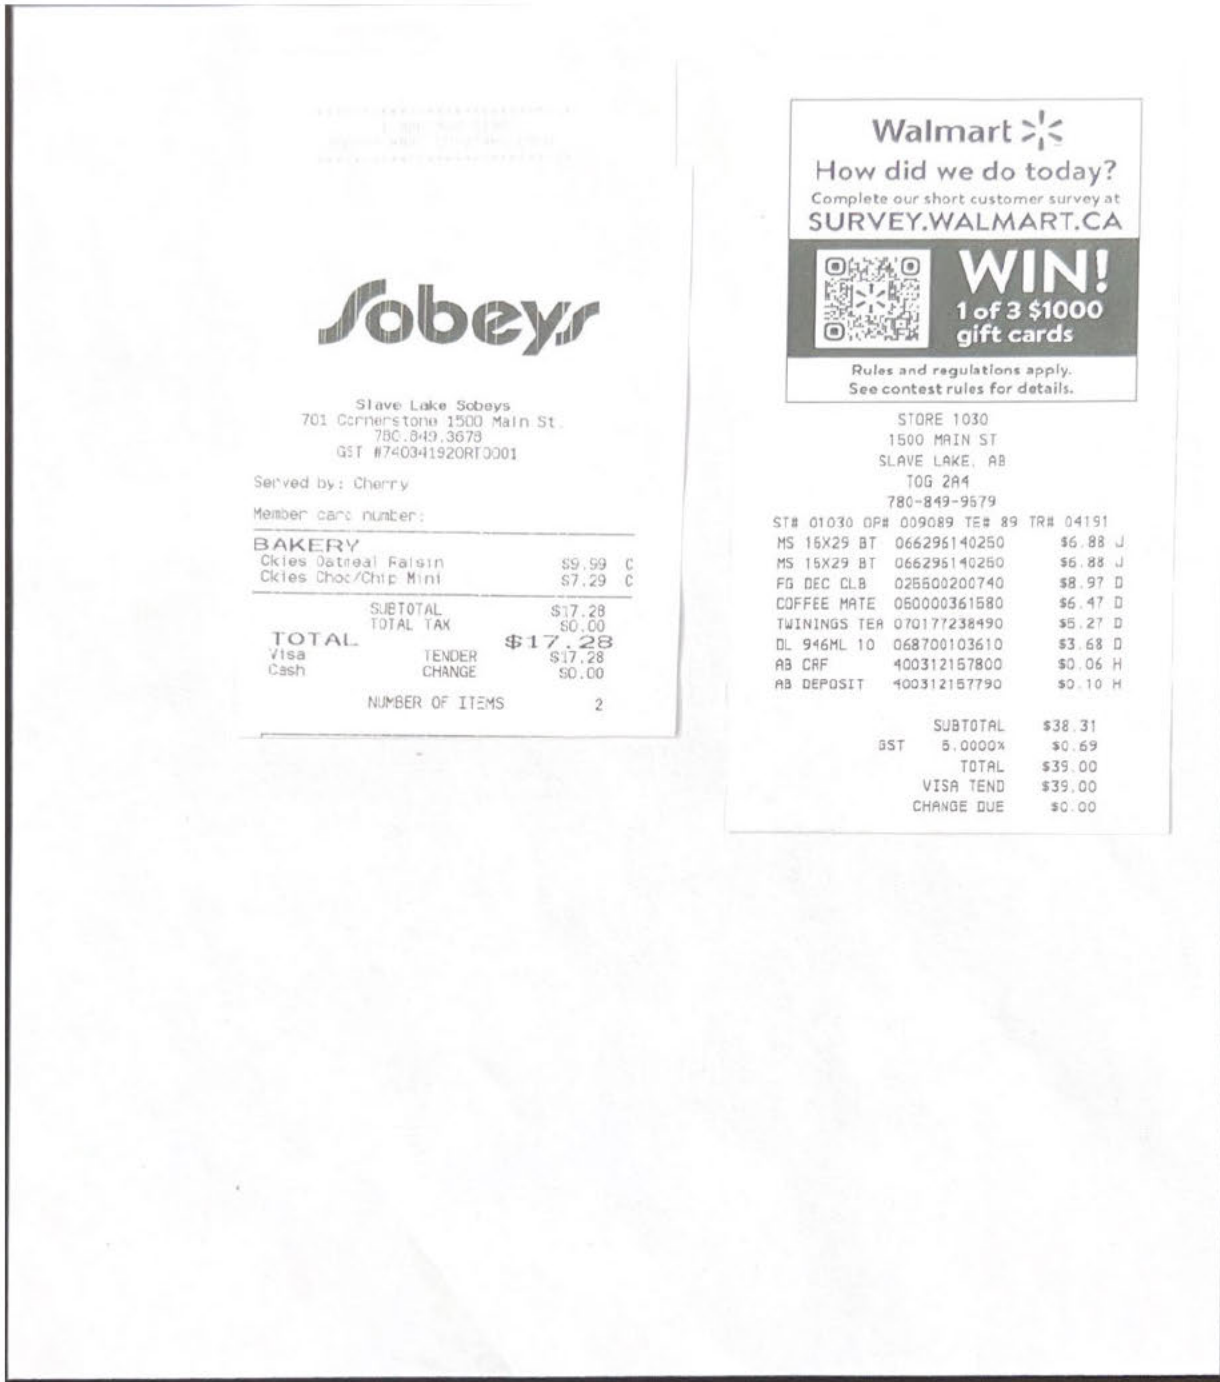 Sobeys
Slave Lake Sobeys
701 Cornerstone 1500 Main St.
780.849.3678
GST #740341920RT0001
Served by: Cherry
Member card number:
BAKERY
Ckies Oatmeal Raisin $9.99 C
Ckies Choc/Chip Mini $7.29 C
SUBTOTAL $17.28
TOTAL TAX $0.00
TOTAL $17.28
Visa TENDER $17.28
Cash CHANGE $0.00
NUMBER OF ITEMS 2
Walmart
How did we do today?
Complete our short customer survey at
SURVEY.WALMART.CA
WIN!
1 of 3 $1000
gift cards
Rules and regulations apply.
See contest rules for details.
STORE 1030
1500 MAIN ST
SLAVE LAKE, AB
T0G 2A4
780-849-9579
ST# 01030 OP# 009089 TE# 89 TR# 04191
MS 15X29 BT 066296140260 $6.88 J
MS 15X29 BT 066296140260 $6.88 J
FG DEC CLB 025500200740 $8.97 D
COFFEE MATE 050000361580 $6.47 D
TWININGS TEA 070177238490 $5.27 D
DL 946ML 10 068700103610 $3.68 D
AB CRF 400312157800 $0.06 H
AB DEPOSIT 400312157790 $0.10 H
SUBTOTAL $38.31
GST 5.0000% $0.69
TOTAL $39.00
VISA TEND $39.00
CHANGE DUE $0.00